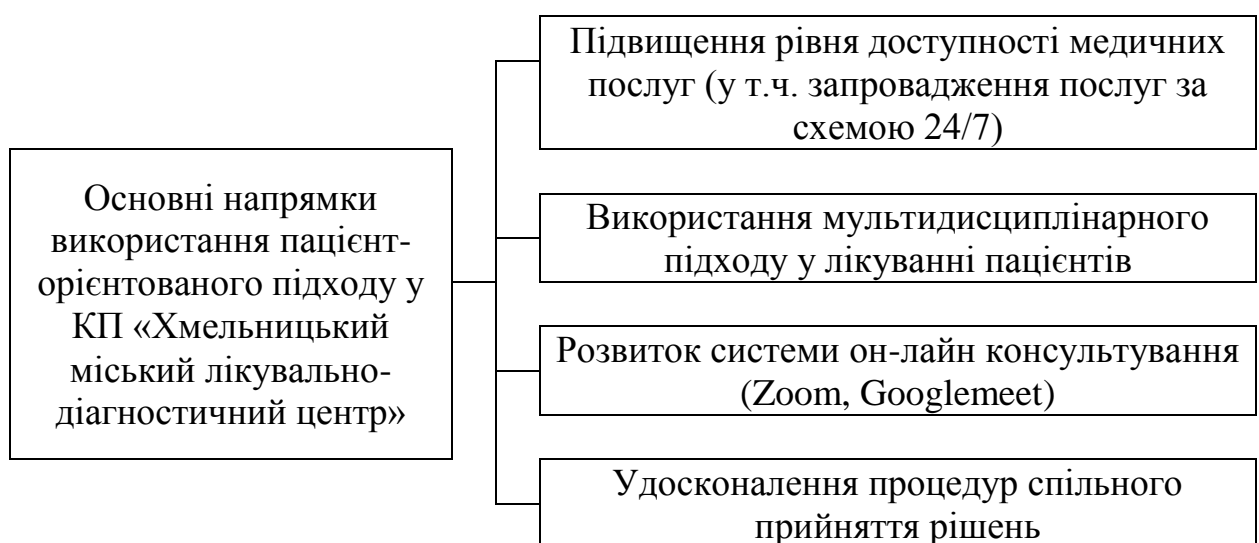 Основні напрямки
використання пацієнт-
орієнтованого підходу у
КП «Хмельницький
міський лікувально-
діагностичний центр»
Підвищення рівня доступності медичних
послуг (у т.ч. запровадження послуг за
схемою 24/7)
Використання мультидисциплінарного
підходу у лікуванні пацієнтів
Розвиток системи он-лайн консультування
(Zoom, Googlemeet)
Удосконалення процедур спільного
прийняття рішень